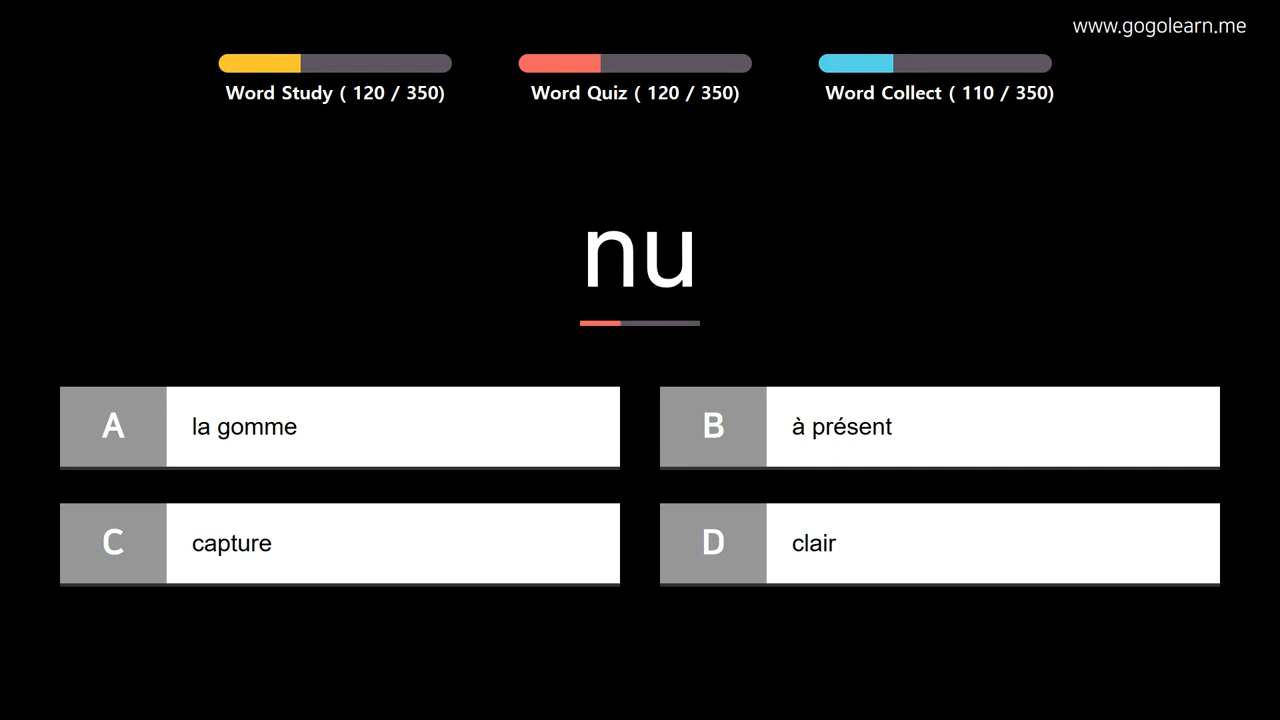 www.gogolearn.me
Word Study ( 120 / 350)
Word Quiz ( 120 / 350)
Word Collect ( 110 / 350)
nu
A la gomme
B à présent
C capture
D clair